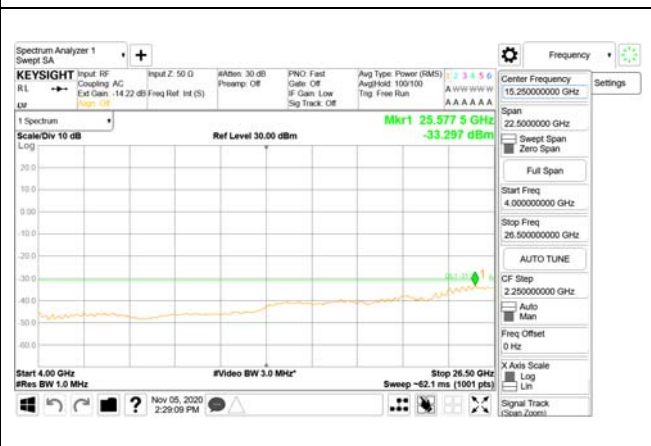 Spectrum Analyzer 1
Swept SA
+
Frequency
KEYSIGHT
RL
Input: RF
Coupling: AC
Ext Gain: -14.22 dB
Align: Off
Input Z: 50 Ω
Freq Ref: Int (S)
#Atten: 30 dB
Preamp: Off
PNO: Fast
Gate: Off
IF Gain: Low
Sig Track: Off
Avg Type: Power (RMS)
Avg|Hold: 100/100
Trig: Free Run
1 2 3 4 5 6
A W W W W W
A A A A A A
1 Spectrum
Scale/Div 10 dB
Log
Ref Level 30.00 dBm
Mkr1 25.577 5 GHz
-33.297 dBm
20.0
10.0
0.00
-10.0
-20.0
-30.0
-40.0
-50.0
-60.0
1
Start 4.00 GHz
#Res BW 1.0 MHz
#Video BW 3.0 MHz*
Stop 26.50 GHz
Sweep ~62.1 ms (1001 pts)
Nov 05, 2020
2:29:09 PM
?
Center Frequency
15.250000000 GHz
Settings
Span
22.5000000 GHz
Swept Span
Zero Span
Full Span
Start Freq
4.000000000 GHz
Stop Freq
26.500000000 GHz
AUTO TUNE
CF Step
2.250000000 GHz
Auto
Man
Freq Offset
0 Hz
X Axis Scale
Log
Lin
Signal Track
(Span Zoom)